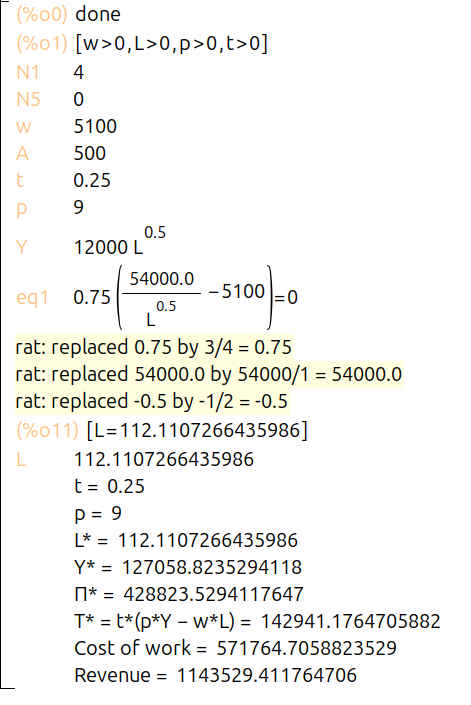 (%o0) done
(%o1) [w>0,L>0,p>0,t>0]
N1 4
N5 0
w 5100
A 500
t 0.25
p 9
Y 12000 L^0.5
eq1 0.75 (54000.0 / L^0.5 − 5100) = 0
rat: replaced 0.75 by 3/4 = 0.75
rat: replaced 54000.0 by 54000/1 = 54000.0
rat: replaced -0.5 by -1/2 = -0.5
(%o11) [L=112.1107266435986]
L 112.1107266435986
t = 0.25
p = 9
L* = 112.1107266435986
Y* = 127058.8235294118
Π* = 428823.5294117647
T* = t*(p*Y − w*L) = 142941.1764705882
Cost of work = 571764.7058823529
Revenue = 1143529.411764706